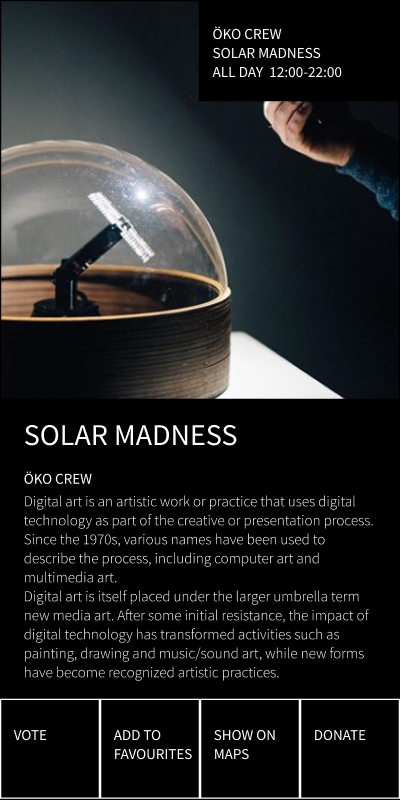 ÖKO CREW
SOLAR MADNESS
ALL DAY  12:00-22:00
SOLAR MADNESS
ÖKO CREW
Digital art is an artistic work or practice that uses digital
technology as part of the creative or presentation process.
Since the 1970s, various names have been used to
describe the process, including computer art and
multimedia art.
Digital art is itself placed under the larger umbrella term
new media art. After some initial resistance, the impact of
digital technology has transformed activities such as
painting, drawing and music/sound art, while new forms
have become recognized artistic practices.
VOTE
ADD TO
FAVOURITES
SHOW ON
MAPS
DONATE